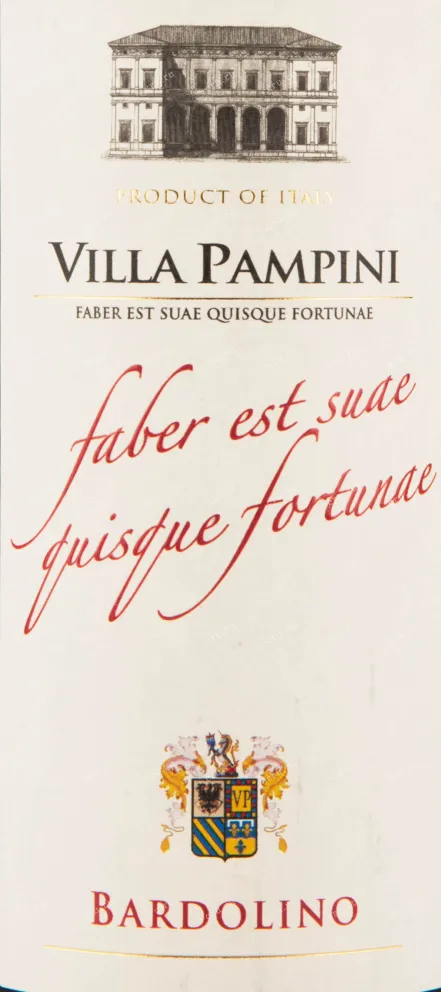 PRODUCT OF ITALY
VILLA PAMPINI
FABER EST SUAE QUISQUE FORTUNAE
faber est suae
quisque fortunae
VP
BARDOLINO